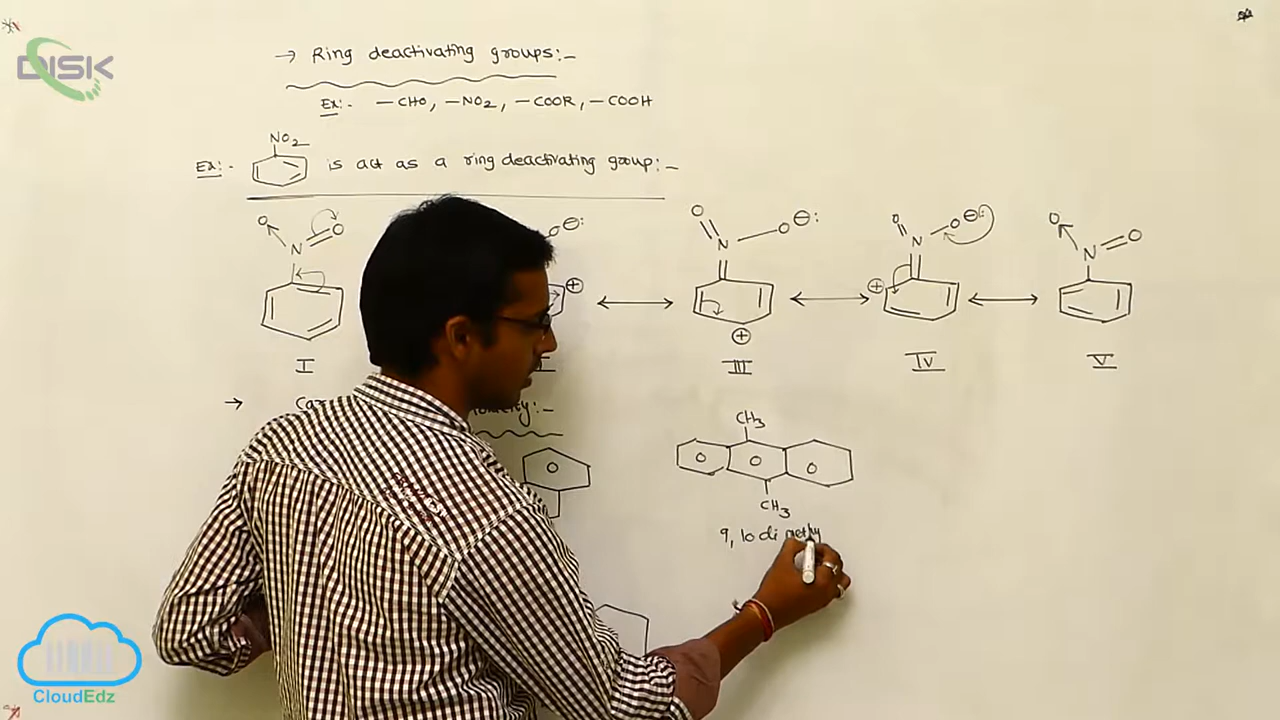 DISK
→ Ring deactivating groups:-
Ex:- -CHO, -NO2, -COOR, -COOH
NO2
Ex:- is act as a ring deactivating group:-
O N O
O ⊖:
⊕
O N O ⊖:
⊕
O N O ⊖:
⊕
O N O
I
III
IV
V
→
CH3
CH3
9, 10 di methy
CloudEdz